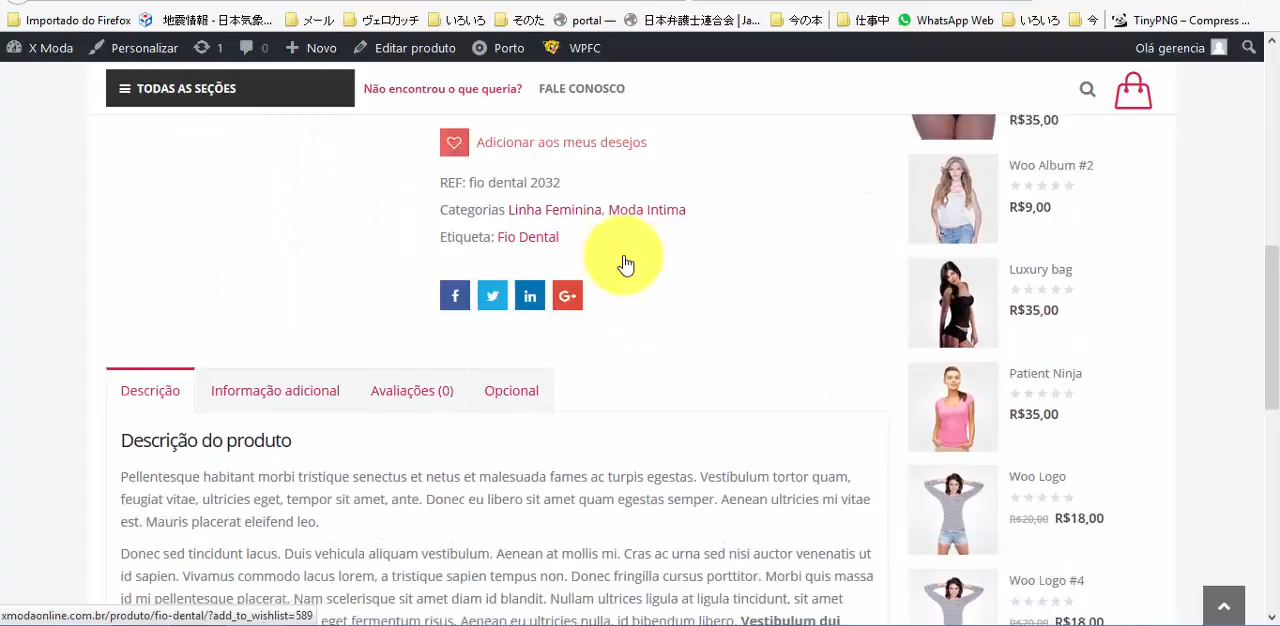 Importado do Firefox 地震情報 - 日本気象... メール ヴェロカッチ いろいろ そのた portal — 日本弁護士連合会 | Ja... 今の本 仕事中 WhatsApp Web いろいろ 今 TinyPNG – Compress ...
X Moda Personalizar 1 0 Novo Editar produto Porto WPFC Olá gerencia
TODAS AS SEÇÕES Não encontrou o que queria? FALE CONOSCO
R$35,00
Adicionar aos meus desejos
Woo Album #2
REF: fio dental 2032
R$9,00
Categorias Linha Feminina, Moda Intima
Etiqueta: Fio Dental
Luxury bag
R$35,00
f in G+
Patient Ninja
Descrição Informação adicional Avaliações (0) Opcional
R$35,00
Descrição do produto
Pellentesque habitant morbi tristique senectus et netus et malesuada fames ac turpis egestas. Vestibulum tortor quam,
feugiat vitae, ultricies eget, tempor sit amet, ante. Donec eu libero sit amet quam egestas semper. Aenean ultricies mi vitae
est. Mauris placerat eleifend leo.
Woo Logo
R$20,00 R$18,00
Donec sed tincidunt lacus. Duis vehicula aliquam vestibulum. Aenean at mollis mi. Cras ac urna sed nisi auctor venenatis ut
id sapien. Vivamus commodo lacus lorem, a tristique sapien tempus non. Donec fringilla cursus porttitor. Morbi quis massa
id mi pellentesque placerat. Nam scelerisque sit amet diam id blandit. Nullam ultrices ligula at ligula tincidunt, sit amet
Woo Logo #4
xmodaonline.com.br/produto/fio-dental/?add_to_wishlist=589
eget fermentum risus. Aenean eu ultricies nulla, id bibendum libero. Vestibulum dui
R$20,00 R$18,00